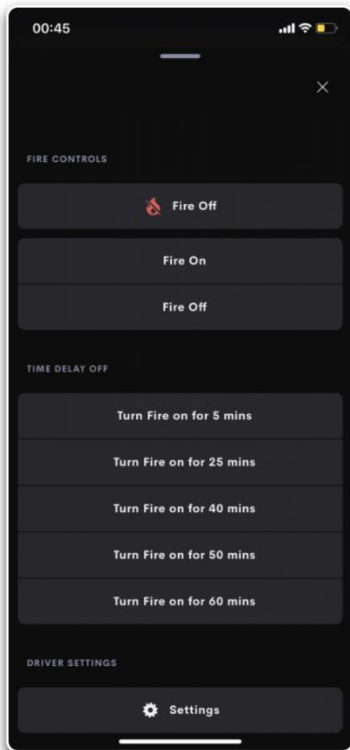 00:45
FIRE CONTROLS
Fire Off
Fire On
Fire Off
TIME DELAY OFF
Turn Fire on for 5 mins
Turn Fire on for 25 mins
Turn Fire on for 40 mins
Turn Fire on for 50 mins
Turn Fire on for 60 mins
DRIVER SETTINGS
Settings